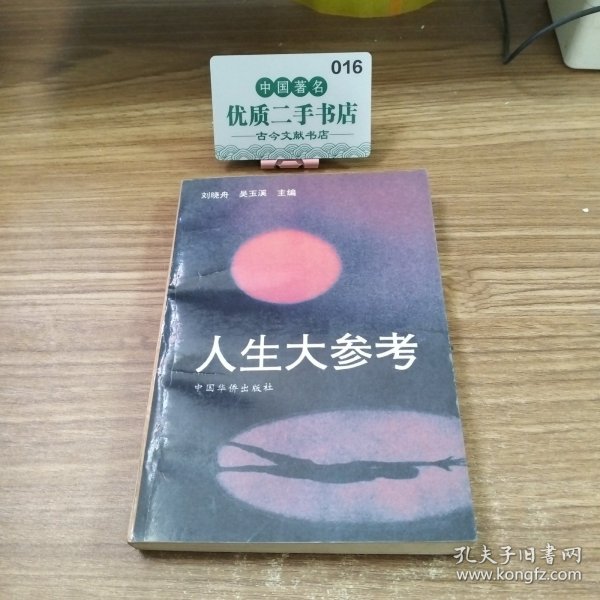 016
中国著名
优质二手书店
古今文献书店
刘晓舟 吴玉溪 主编
人生大参考
中国华侨出版社
孔夫子旧书网
www.kongfz.com